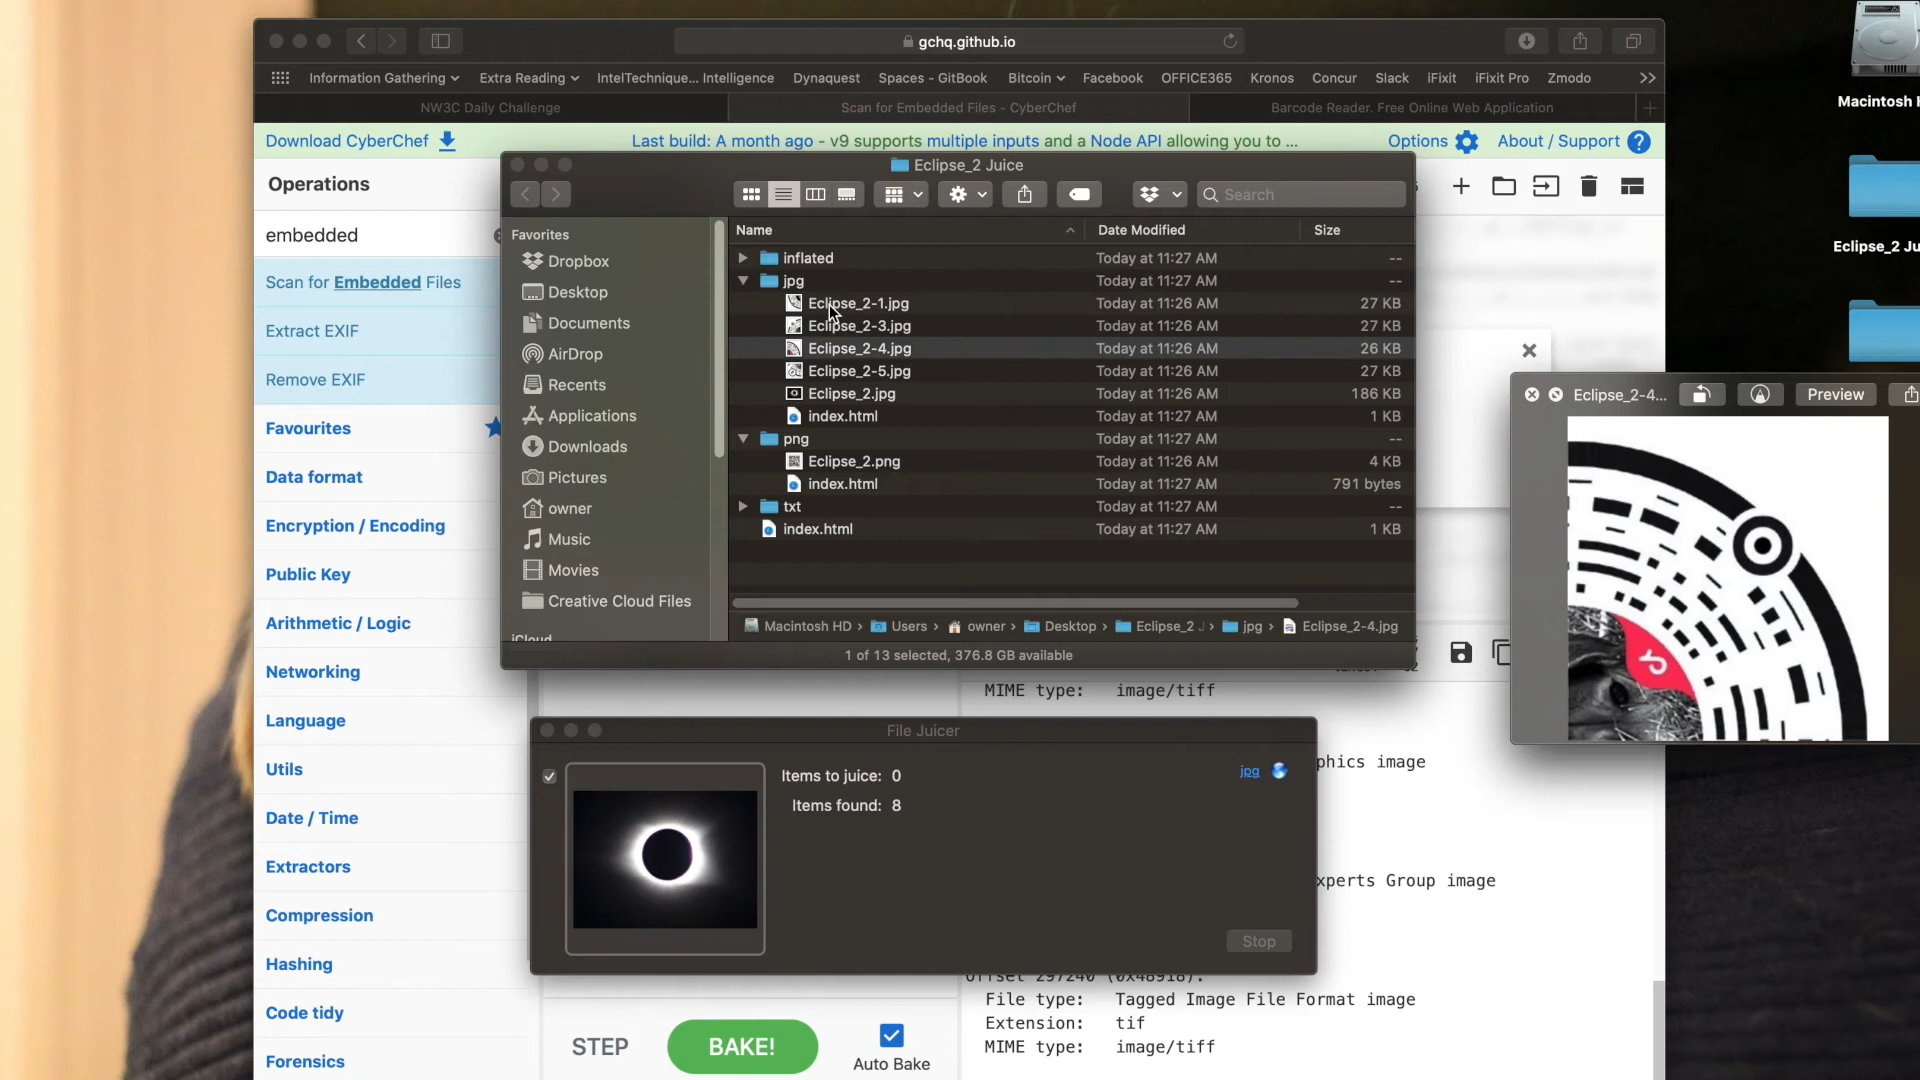 gchq.github.io
Information Gathering
Extra Reading
IntelTechnique... Intelligence
Dynaquest
Spaces - GitBook
Bitcoin
Facebook
OFFICE365
Kronos
Concur
Slack
iFixit
iFixit Pro
Zmodo
NW3C Daily Challenge
Scan for Embedded Files - CyberChef
Barcode Reader. Free Online Web Application
Download CyberChef
Last build: A month ago - v9 supports multiple inputs and a Node API allowing you to ...
Options
About / Support
Operations
embedded
Scan for Embedded Files
Extract EXIF
Remove EXIF
Favourites
Data format
Encryption / Encoding
Public Key
Arithmetic / Logic
Networking
Language
Utils
Date / Time
Extractors
Compression
Hashing
Code tidy
Forensics
Eclipse_2 Juice
Search
Favorites
Dropbox
Desktop
Documents
AirDrop
Recents
Applications
Downloads
Pictures
owner
Music
Movies
Creative Cloud Files
iCloud
Name Date Modified Size
inflated Today at 11:27 AM --
jpg Today at 11:27 AM --
Eclipse_2-1.jpg Today at 11:26 AM 27 KB
Eclipse_2-3.jpg Today at 11:26 AM 27 KB
Eclipse_2-4.jpg Today at 11:26 AM 26 KB
Eclipse_2-5.jpg Today at 11:26 AM 27 KB
Eclipse_2.jpg Today at 11:26 AM 186 KB
index.html Today at 11:27 AM 1 KB
png Today at 11:27 AM --
Eclipse_2.png Today at 11:26 AM 4 KB
index.html Today at 11:27 AM 791 bytes
txt Today at 11:27 AM --
index.html Today at 11:27 AM 1 KB
Macintosh HD › Users › owner › Desktop › Eclipse_2 J › jpg › Eclipse_2-4.jpg
1 of 13 selected, 376.8 GB available
MIME type: image/tiff
phics image
xperts Group image
Offset 297240 (0x48918):
File type: Tagged Image File Format image
Extension: tif
MIME type: image/tiff
File Juicer
Items to juice: 0
Items found: 8
jpg
Stop
STEP
BAKE!
Auto Bake
Eclipse_2-4...
Preview
Macintosh H
Eclipse_2 Ju